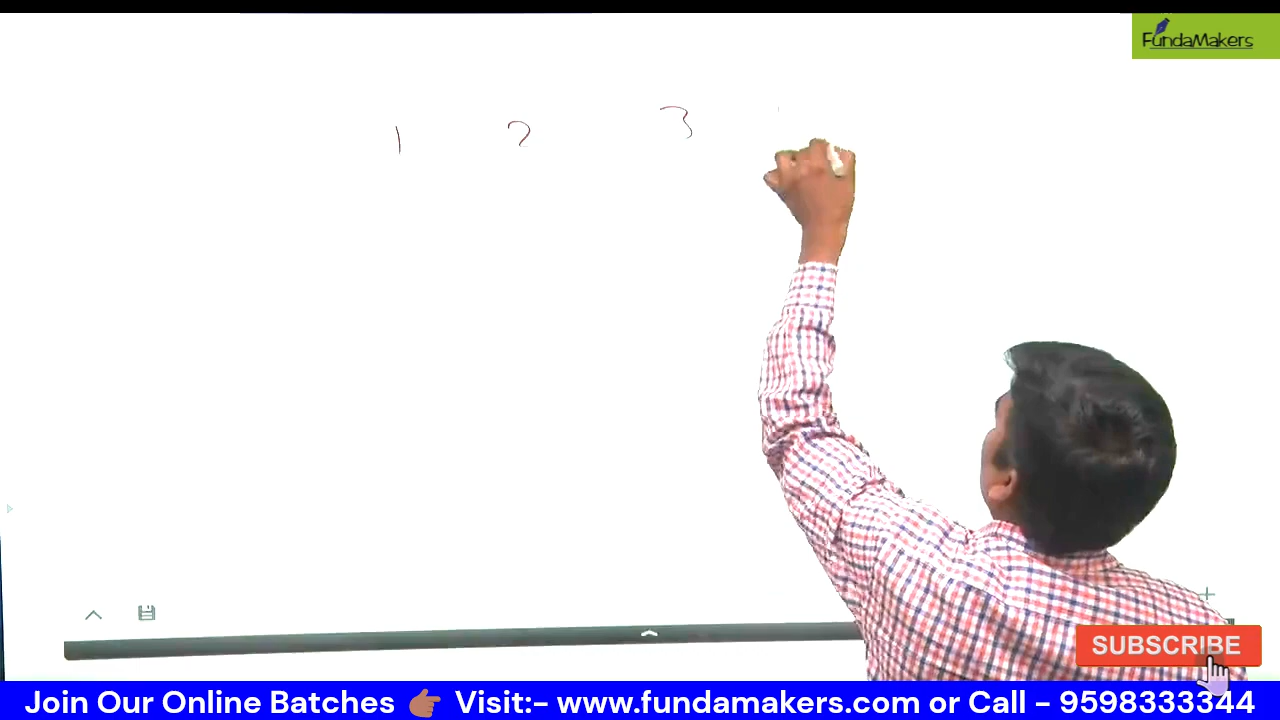 FundaMakers
1 2 3
SUBSCRIBE
Join Our Online Batches 👉🏽 Visit:- www.fundamakers.com or Call - 9598333344